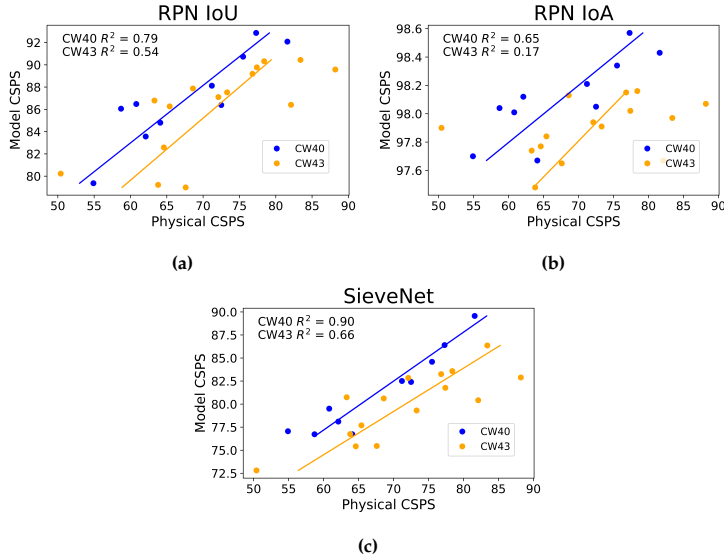 RPN IoU
CW40 R² = 0.79
CW43 R² = 0.54
Model CSPS
92
90
88
86
84
82
80
CW40
CW43
50 55 60 65 70 75 80 85 90
Physical CSPS
(a)
RPN IoA
CW40 R² = 0.65
CW43 R² = 0.17
Model CSPS
98.6
98.4
98.2
98.0
97.8
97.6
CW40
CW43
50 55 60 65 70 75 80 85 90
Physical CSPS
(b)
SieveNet
CW40 R² = 0.90
CW43 R² = 0.66
Model CSPS
90.0
87.5
85.0
82.5
80.0
77.5
75.0
72.5
CW40
CW43
50 55 60 65 70 75 80 85 90
Physical CSPS
(c)